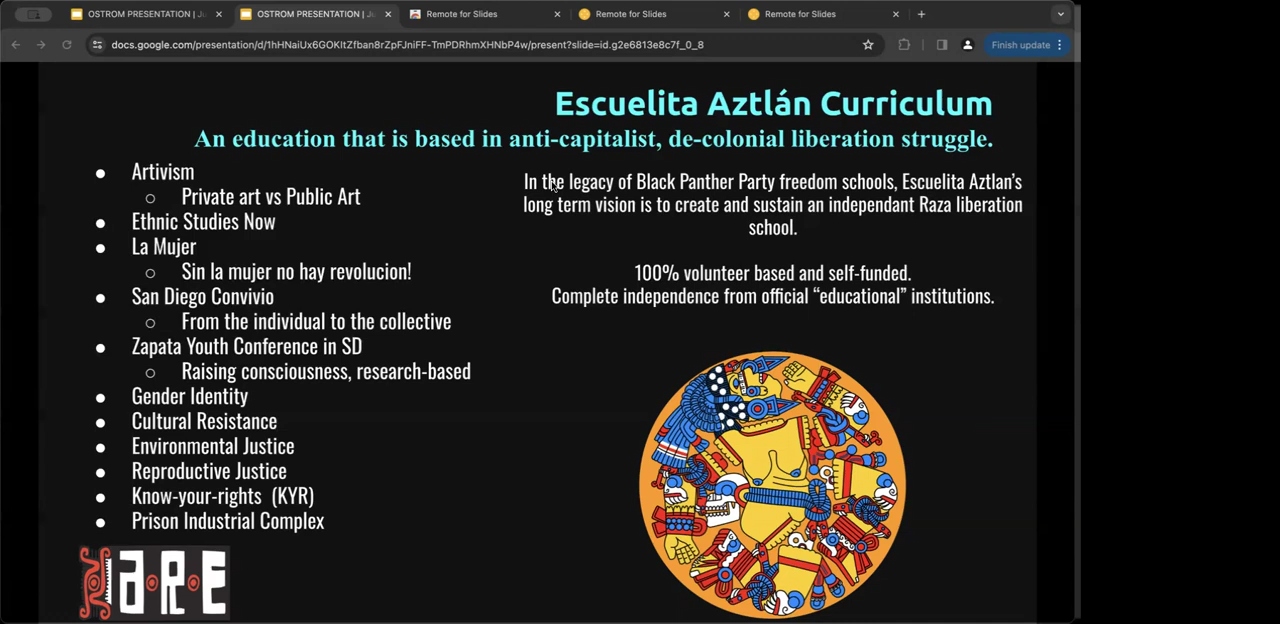 OSTROM PRESENTATION | Ju
OSTROM PRESENTATION | Ju
Remote for Slides
Remote for Slides
Remote for Slides
docs.google.com/presentation/d/1hHNaiUx6GOKItZfban8rZpFJniFF-TmPDRhmXHNbP4w/present?slide=id.g2e6813e8c7f_0_8
Finish update
Escuelita Aztlán Curriculum
An education that is based in anti-capitalist, de-colonial liberation struggle.
Artivism
Private art vs Public Art
Ethnic Studies Now
La Mujer
Sin la mujer no hay revolucion!
San Diego Convivio
From the individual to the collective
Zapata Youth Conference in SD
Raising consciousness, research-based
Gender Identity
Cultural Resistance
Environmental Justice
Reproductive Justice
Know-your-rights (KYR)
Prison Industrial Complex
In the legacy of Black Panther Party freedom schools, Escuelita Aztlan's
long term vision is to create and sustain an independant Raza liberation
school.
100% volunteer based and self-funded.
Complete independence from official “educational” institutions.
a·R·E